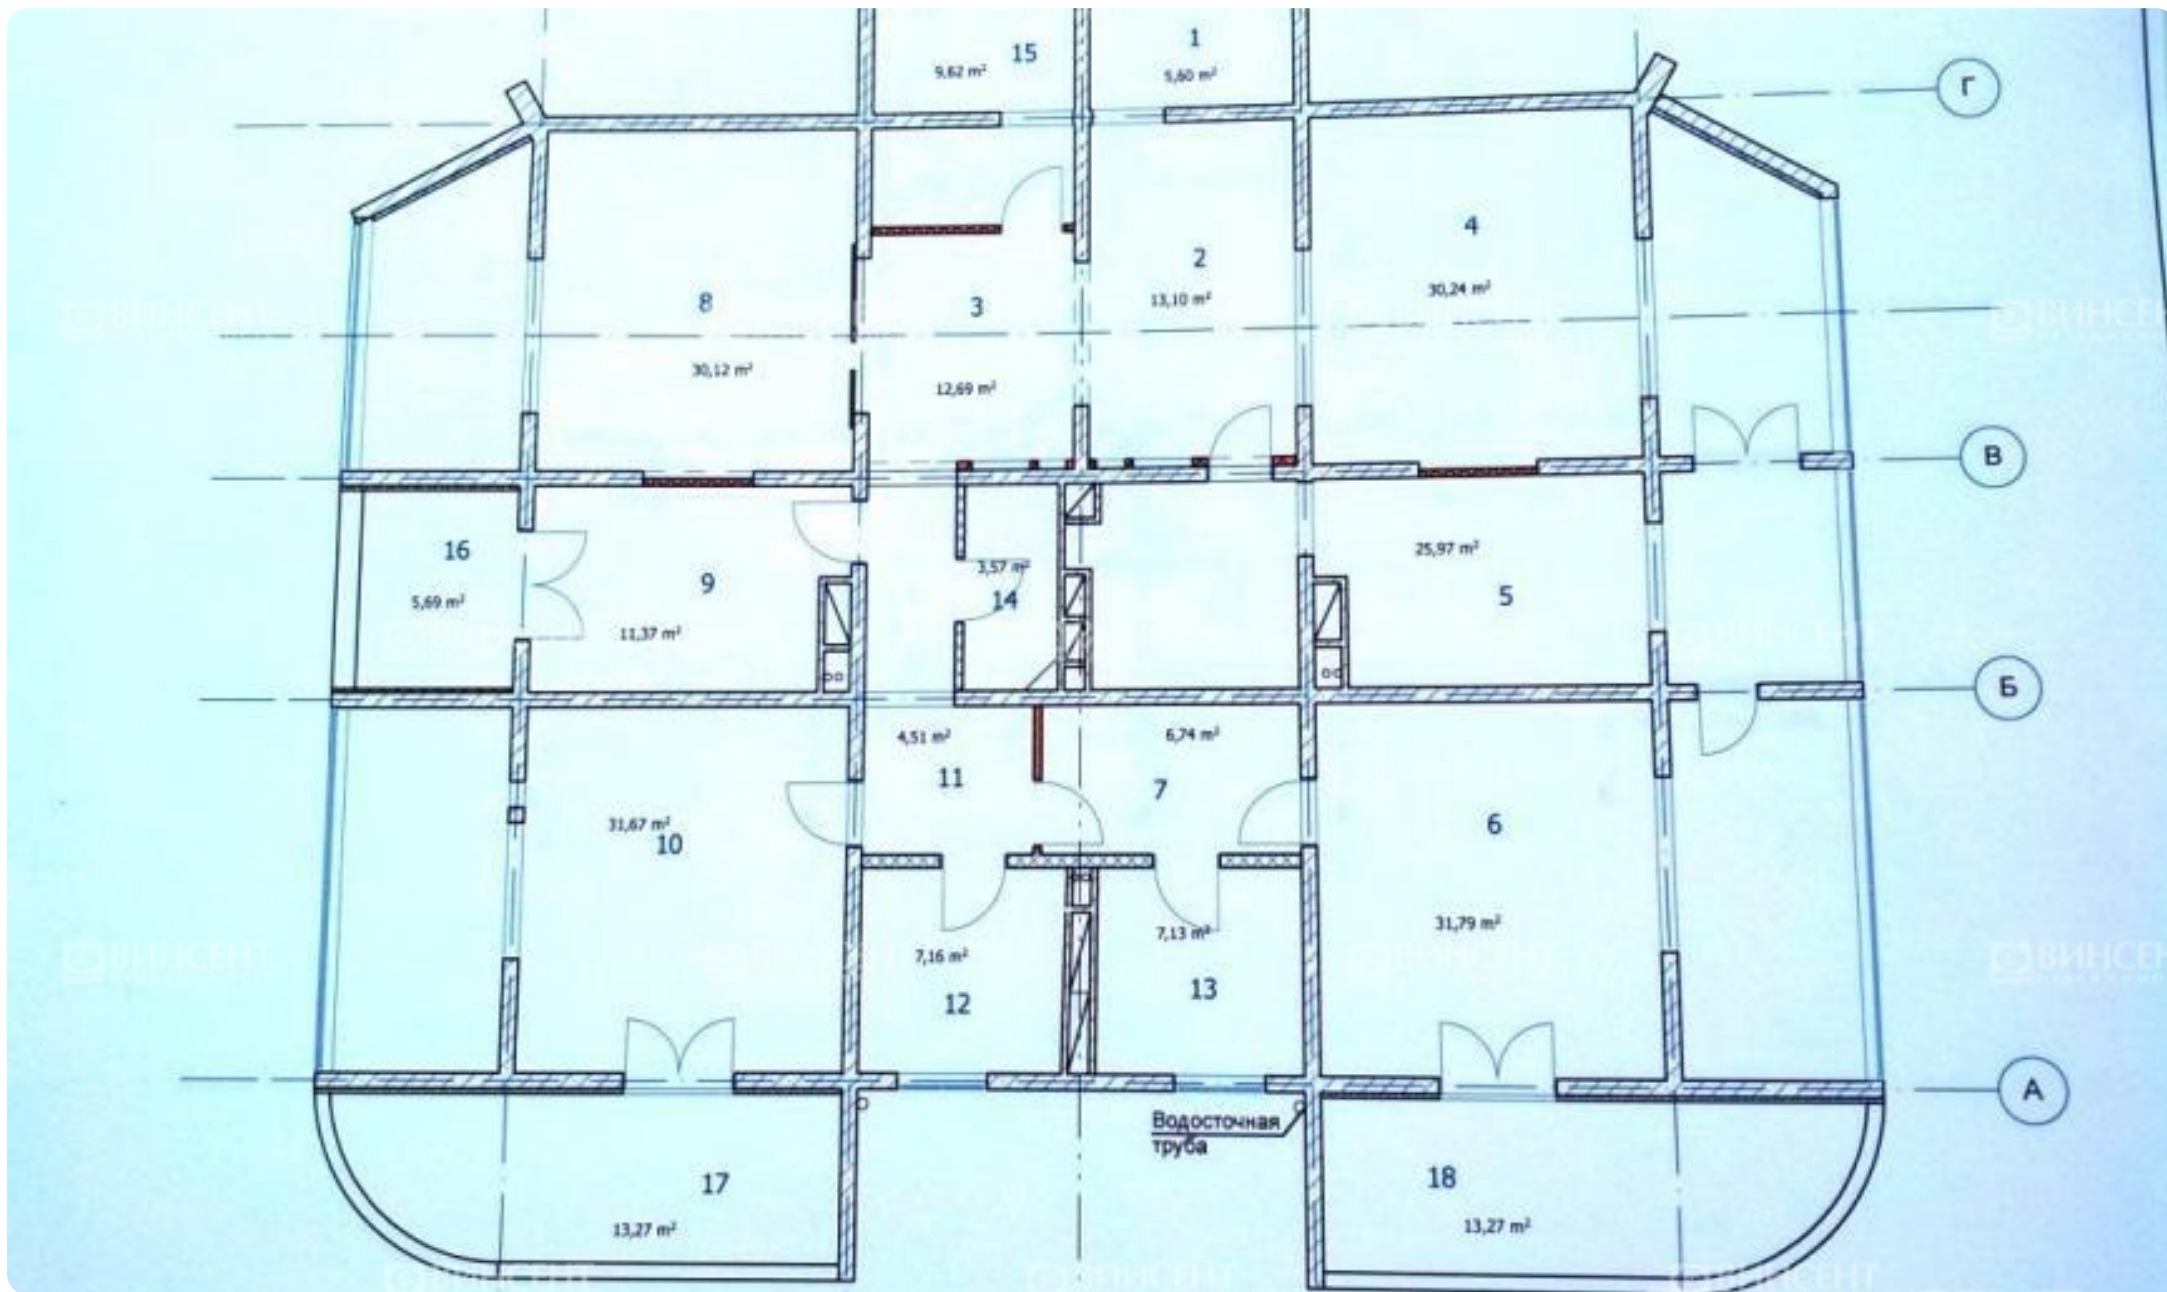 15
1
9,62 m²
5,60 m²
Г
4
2
8
3
30,24 m²
13,10 m²
30,12 m²
12,69 m²
В
16
9
25,97 m²
3,57 m²
14
5
5,69 m²
11,37 m²
Б
4,51 m²
6,74 m²
11
7
31,67 m²
10
6
31,79 m²
7,16 m²
7,13 m²
12
13
А
Водосточная
труба
17
18
13,27 m²
13,27 m²
ВИНСЕНТ
ВИНСЕНТ